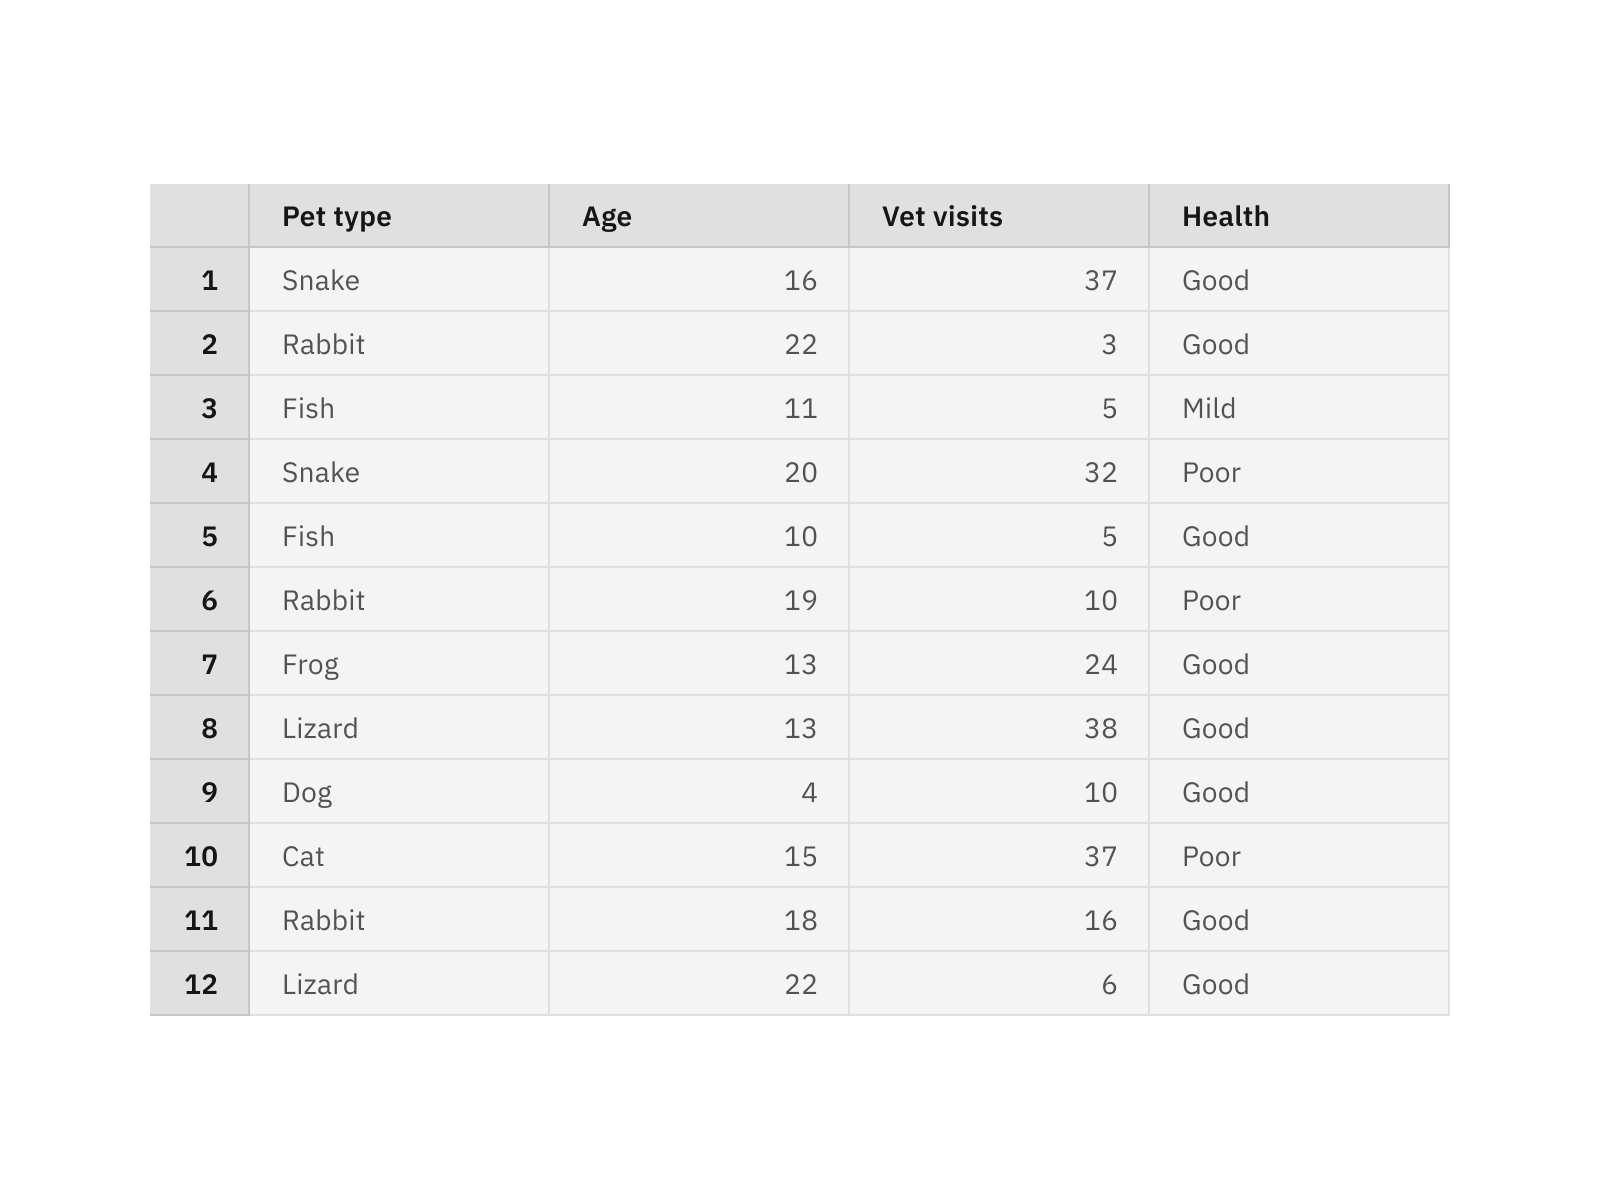 Pet type Age Vet visits Health
1 Snake 16 37 Good
2 Rabbit 22 3 Good
3 Fish 11 5 Mild
4 Snake 20 32 Poor
5 Fish 10 5 Good
6 Rabbit 19 10 Poor
7 Frog 13 24 Good
8 Lizard 13 38 Good
9 Dog 4 10 Good
10 Cat 15 37 Poor
11 Rabbit 18 16 Good
12 Lizard 22 6 Good